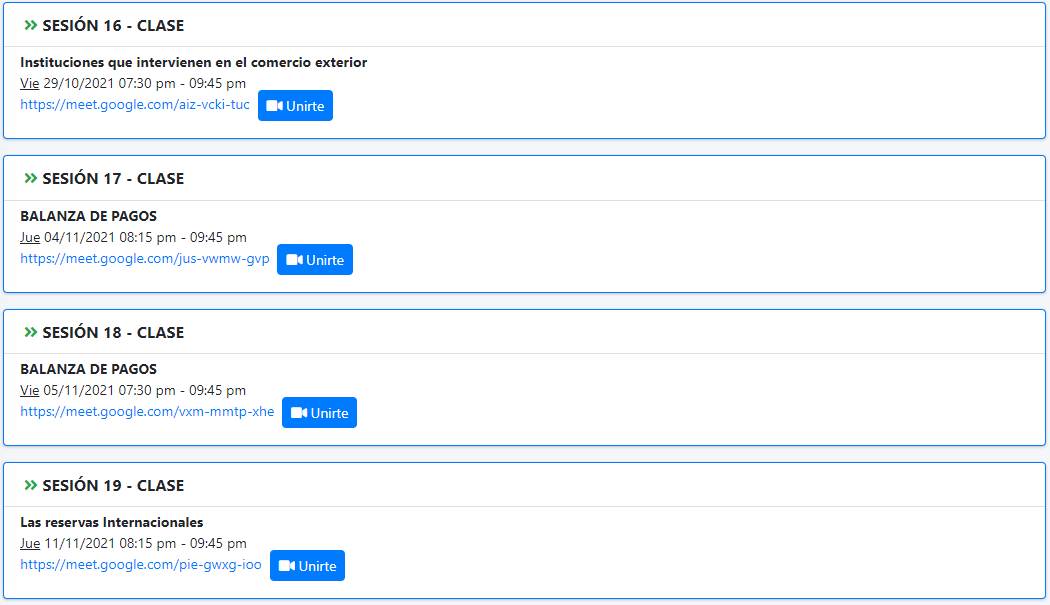 SESIÓN 16 - CLASE
Instituciones que intervienen en el comercio exterior
Vie 29/10/2021 07:30 pm - 09:45 pm
https://meet.google.com/aiz-vcki-tuc Unirte
SESIÓN 17 - CLASE
BALANZA DE PAGOS
Jue 04/11/2021 08:15 pm - 09:45 pm
https://meet.google.com/jus-vwmw-gvp Unirte
SESIÓN 18 - CLASE
BALANZA DE PAGOS
Vie 05/11/2021 07:30 pm - 09:45 pm
https://meet.google.com/vxm-mmtp-xhe Unirte
SESIÓN 19 - CLASE
Las reservas Internacionales
Jue 11/11/2021 08:15 pm - 09:45 pm
https://meet.google.com/pie-gwxg-ioo Unirte